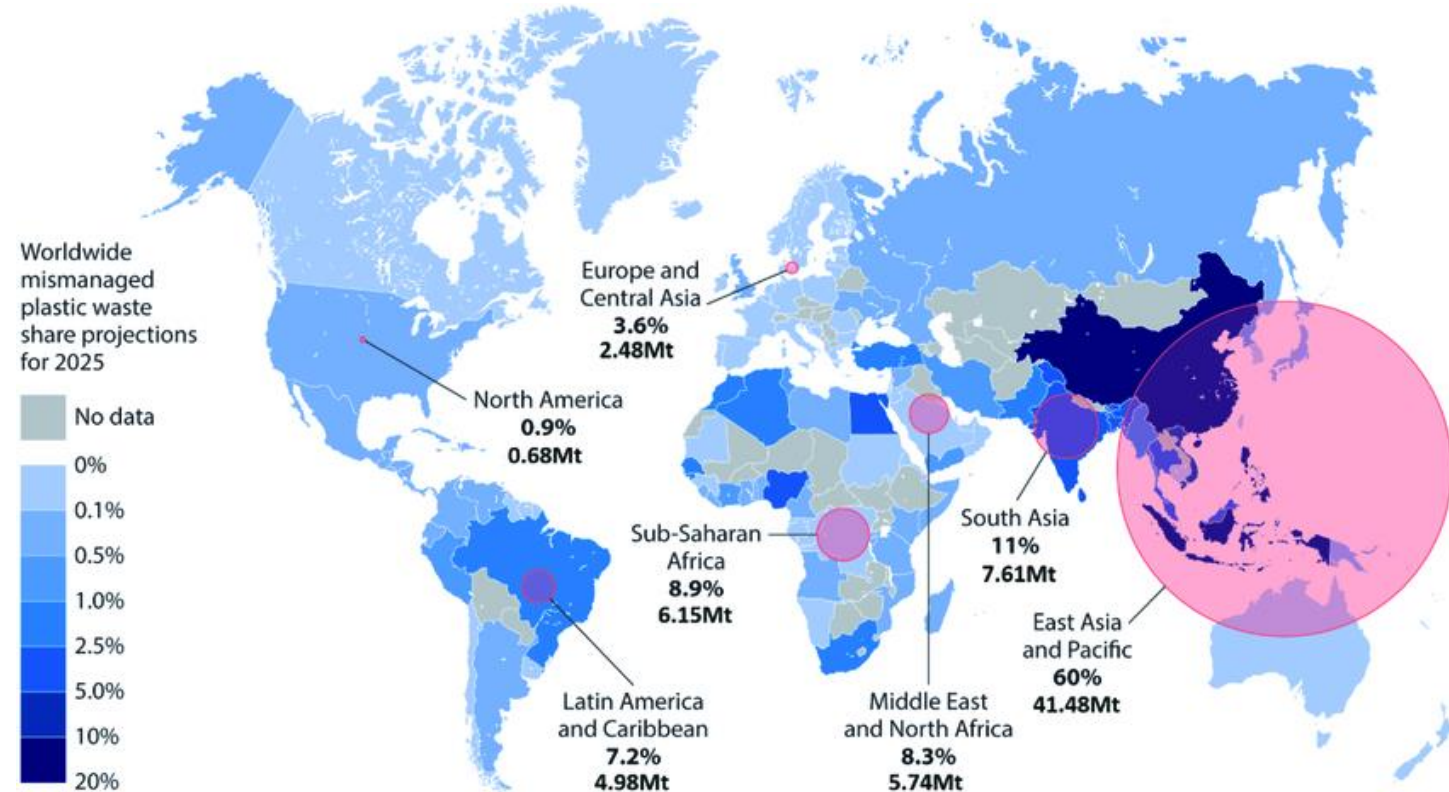 Worldwide
mismanaged
plastic waste
share projections
for 2025
No data
0%
0.1%
0.5%
1.0%
2.5%
5.0%
10%
20%
North America
0.9%
0.68Mt
Europe and
Central Asia
3.6%
2.48Mt
Latin America
and Caribbean
7.2%
4.98Mt
Sub-Saharan
Africa
8.9%
6.15Mt
Middle East
and North Africa
8.3%
5.74Mt
South Asia
11%
7.61Mt
East Asia
and Pacific
60%
41.48Mt